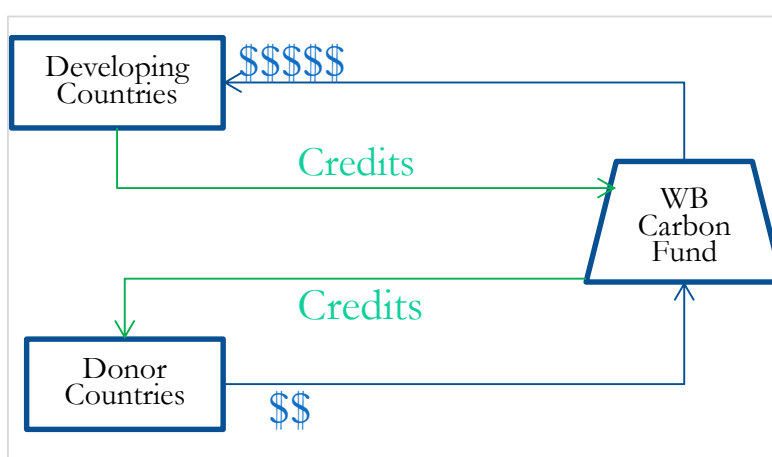 $$$$$
Developing
Countries
Credits
WB
Carbon
Fund
Credits
Donor
Countries
$$